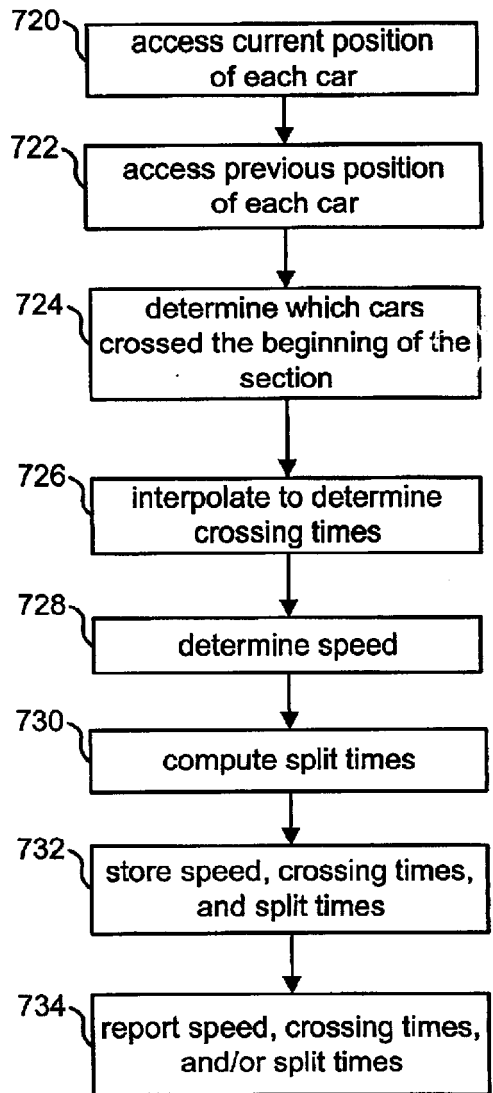 720
access current position
of each car
722
access previous position
of each car
724
determine which cars
crossed the beginning of the
section
726
interpolate to determine
crossing times
728
determine speed
730
compute split times
732
store speed, crossing times,
and split times
734
report speed, crossing times,
and/or split times